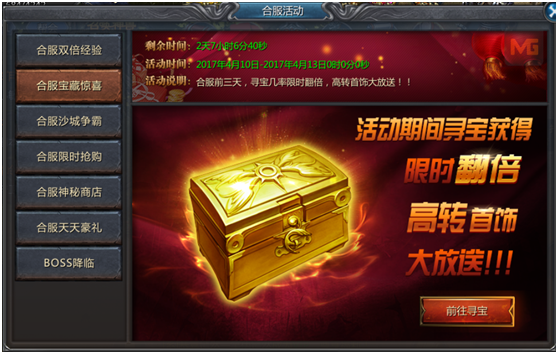 合服活动
合服双倍经验
合服宝藏惊喜
合服沙城争霸
合服限时抢购
合服神秘商店
合服天天豪礼
BOSS降临
剩余时间：2天7小时6分40秒
活动时间：2017年4月10日-2017年4月13日0时0分0秒
活动说明：合服前三天，寻宝几率限时翻倍，高转首饰大放送！！
MG
活动期间寻宝获得
限时翻倍
高转首饰
大放送!!!
前往寻宝